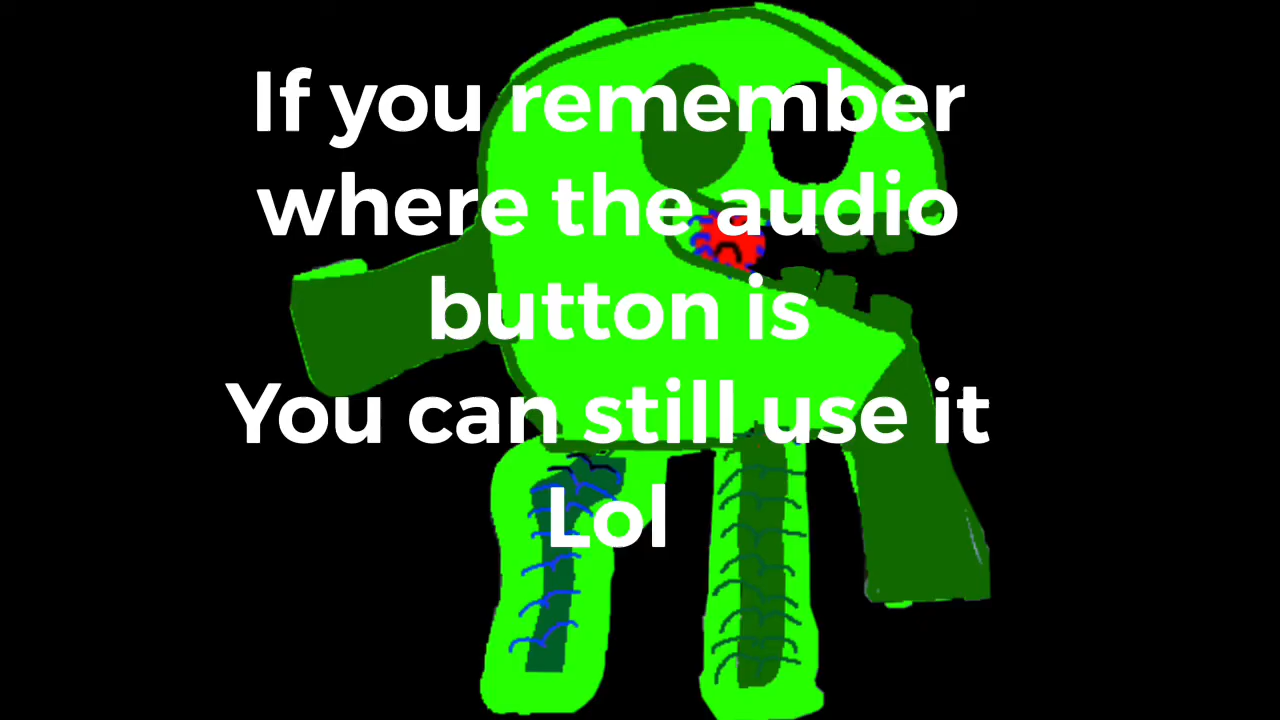 If you remember
where the audio
button is
You can still use it
Lol